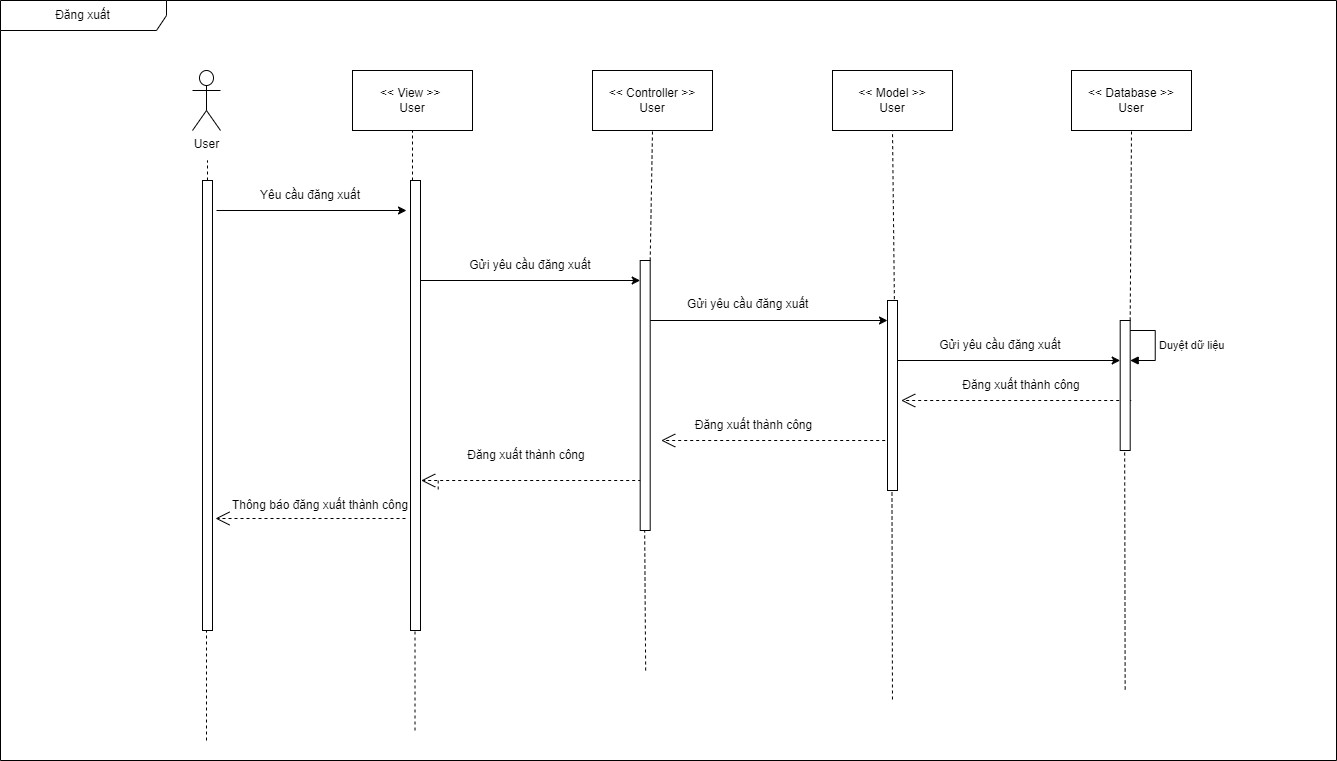 Đăng xuất
User
<< View >>
User
<< Controller >>
User
<< Model >>
User
<< Database >>
User
Yêu cầu đăng xuất
Gửi yêu cầu đăng xuất
Gửi yêu cầu đăng xuất
Gửi yêu cầu đăng xuất
Duyệt dữ liệu
Đăng xuất thành công
Đăng xuất thành công
Đăng xuất thành công
Thông báo đăng xuất thành công